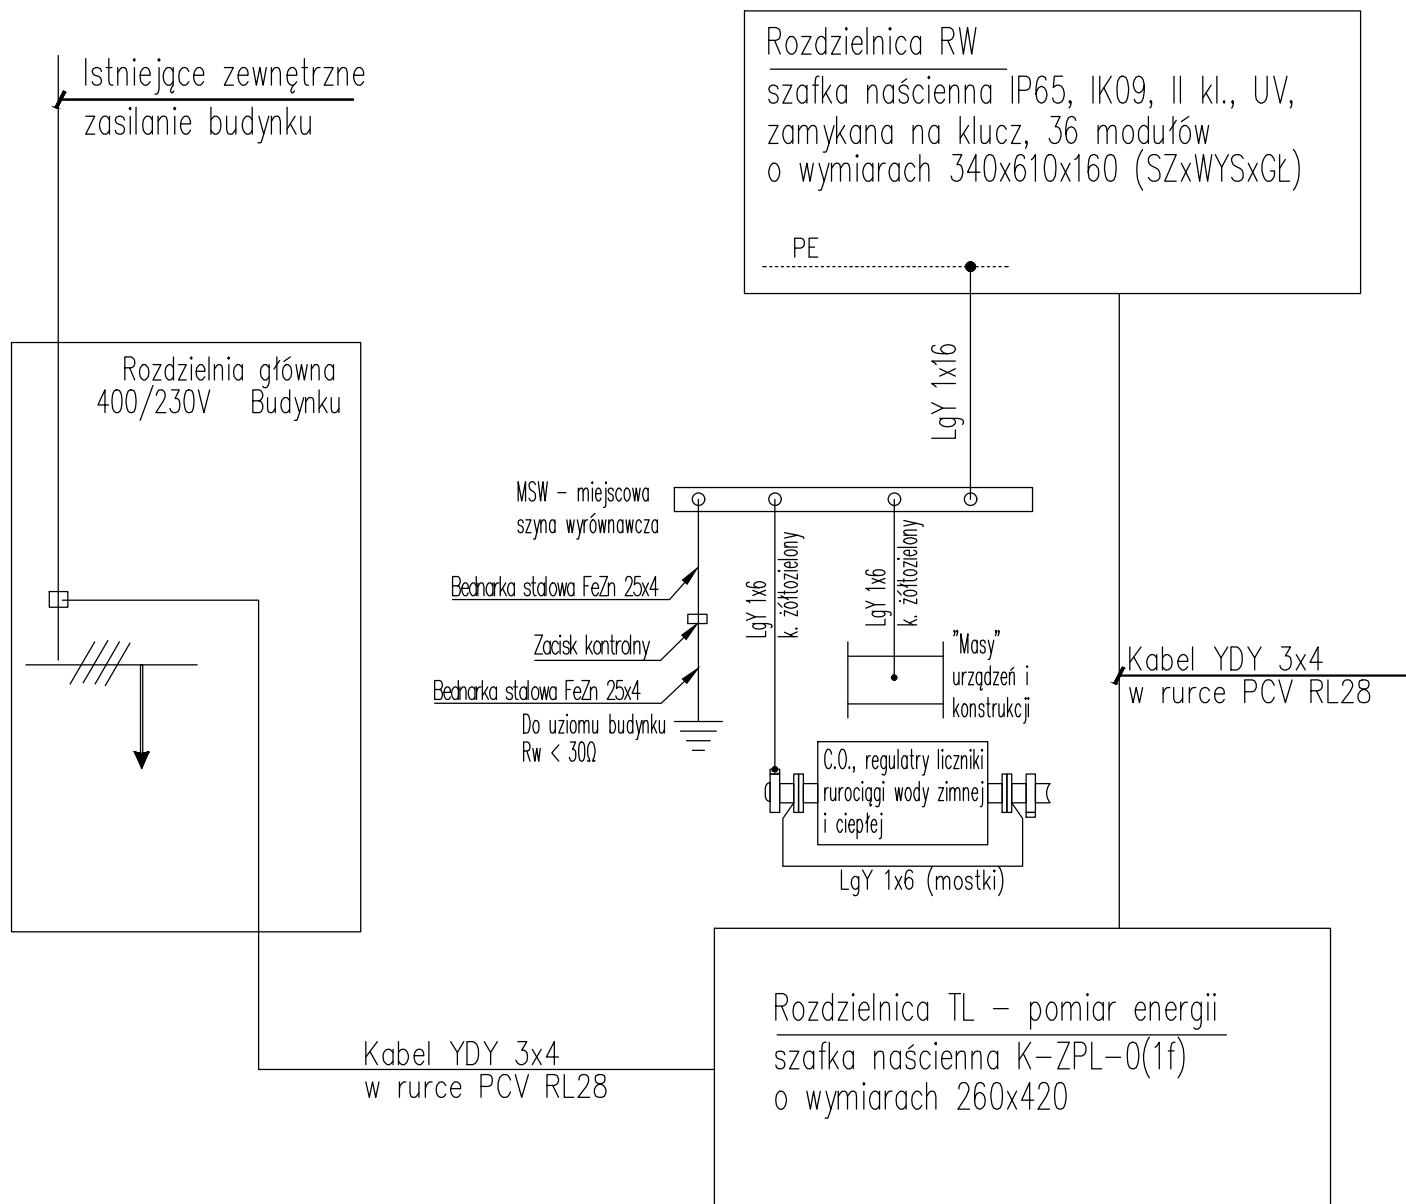 Istniejące zewnętrzne
zasilanie budynku
Rozdzielnica RW
szafka naścienna IP65, IK09, II kl., UV,
zamykana na klucz, 36 modułów
o wymiarach 340x610x160 (SZxWYSxGŁ)
PE
LgY 1x16
Rozdzielnia główna
400/230V Budynku
MSW – miejscowa
szyna wyrównawcza
Bednarka stalowa FeZn 25x4
Zacisk kontrolny
Bednarka stalowa FeZn 25x4
Do uziomu budynku
Rw < 30Ω
LgY 1x6
k. żółtozielony
LgY 1x6
k. żółtozielony
"Masy"
urządzeń i
konstrukcji
C.O., regulatry liczniki
rurociągi wody zimnej
i ciepłej
LgY 1x6 (mostki)
Kabel YDY 3x4
w rurce PCV RL28
Kabel YDY 3x4
w rurce PCV RL28
Rozdzielnica TL – pomiar energii
szafka naścienna K–ZPL–0(1f)
o wymiarach 260x420